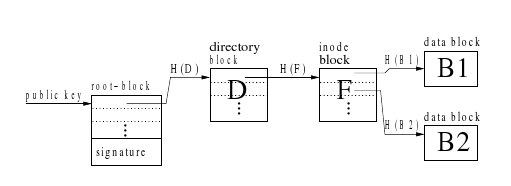 public key
root-block
signature
H(D)
directory
block
D
H(F)
inode
block
F
H(B1)
data block
B1
H(B2)
data block
B2